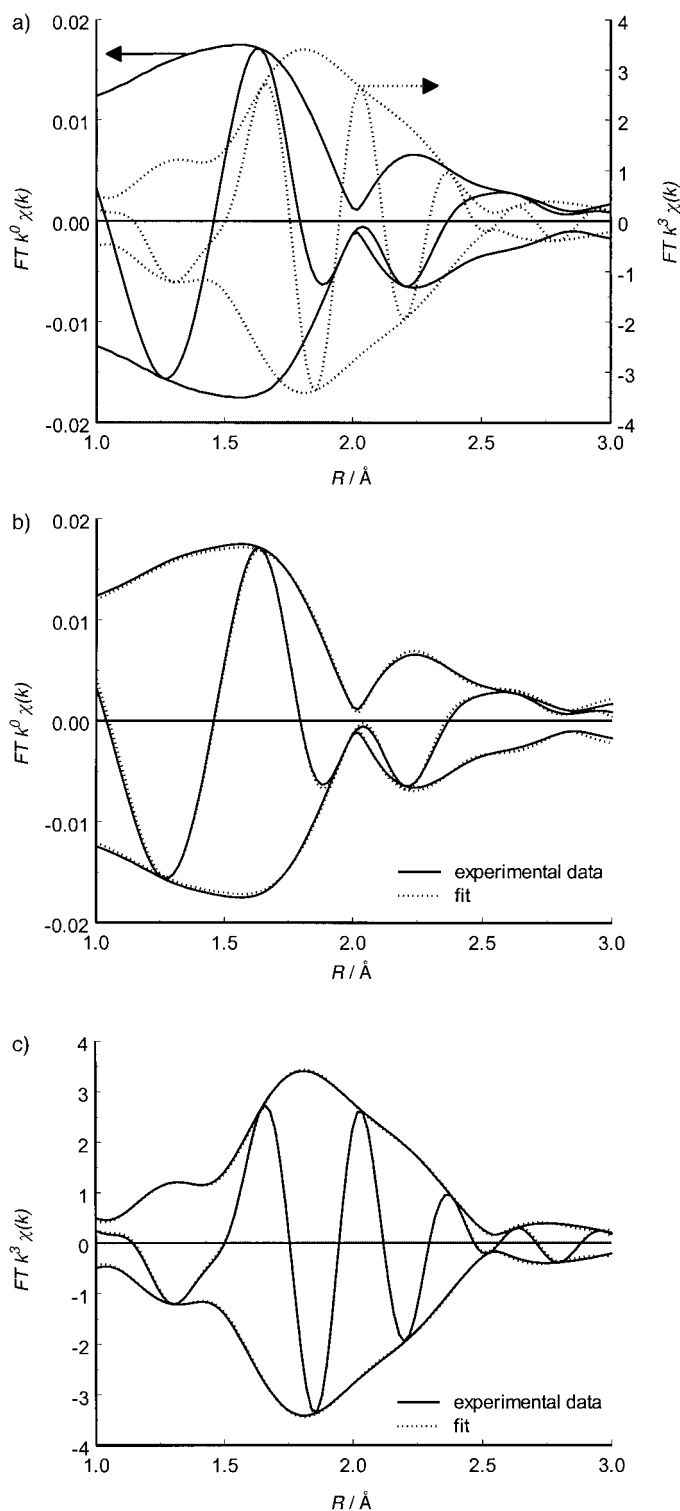 a)
0.02
0.01
0.00
-0.01
-0.02
FT k⁰ χ(k)
4
3
2
1
0
-1
-2
-3
-4
FT k³ χ(k)
1.0 1.5 2.0 2.5 3.0
R / Å
b)
0.02
0.01
0.00
-0.01
-0.02
FT k⁰ χ(k)
experimental data
fit
1.0 1.5 2.0 2.5 3.0
R / Å
c)
4
3
2
1
0
-1
-2
-3
-4
FT k³ χ(k)
experimental data
fit
1.0 1.5 2.0 2.5 3.0
R / Å